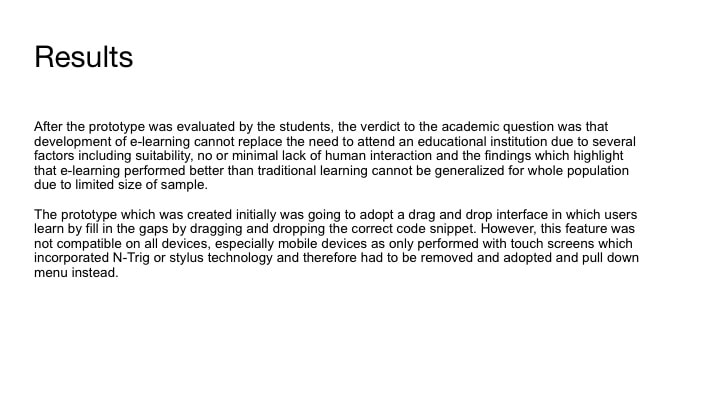 Results
After the prototype was evaluated by the students, the verdict to the academic question was that
development of e-learning cannot replace the need to attend an educational institution due to several
factors including suitability, no or minimal lack of human interaction and the findings which highlight
that e-learning performed better than traditional learning cannot be generalized for whole population
due to limited size of sample.
The prototype which was created initially was going to adopt a drag and drop interface in which users
learn by fill in the gaps by dragging and dropping the correct code snippet. However, this feature was
not compatible on all devices, especially mobile devices as only performed with touch screens which
incorporated N-Trig or stylus technology and therefore had to be removed and adopted and pull down
menu instead.